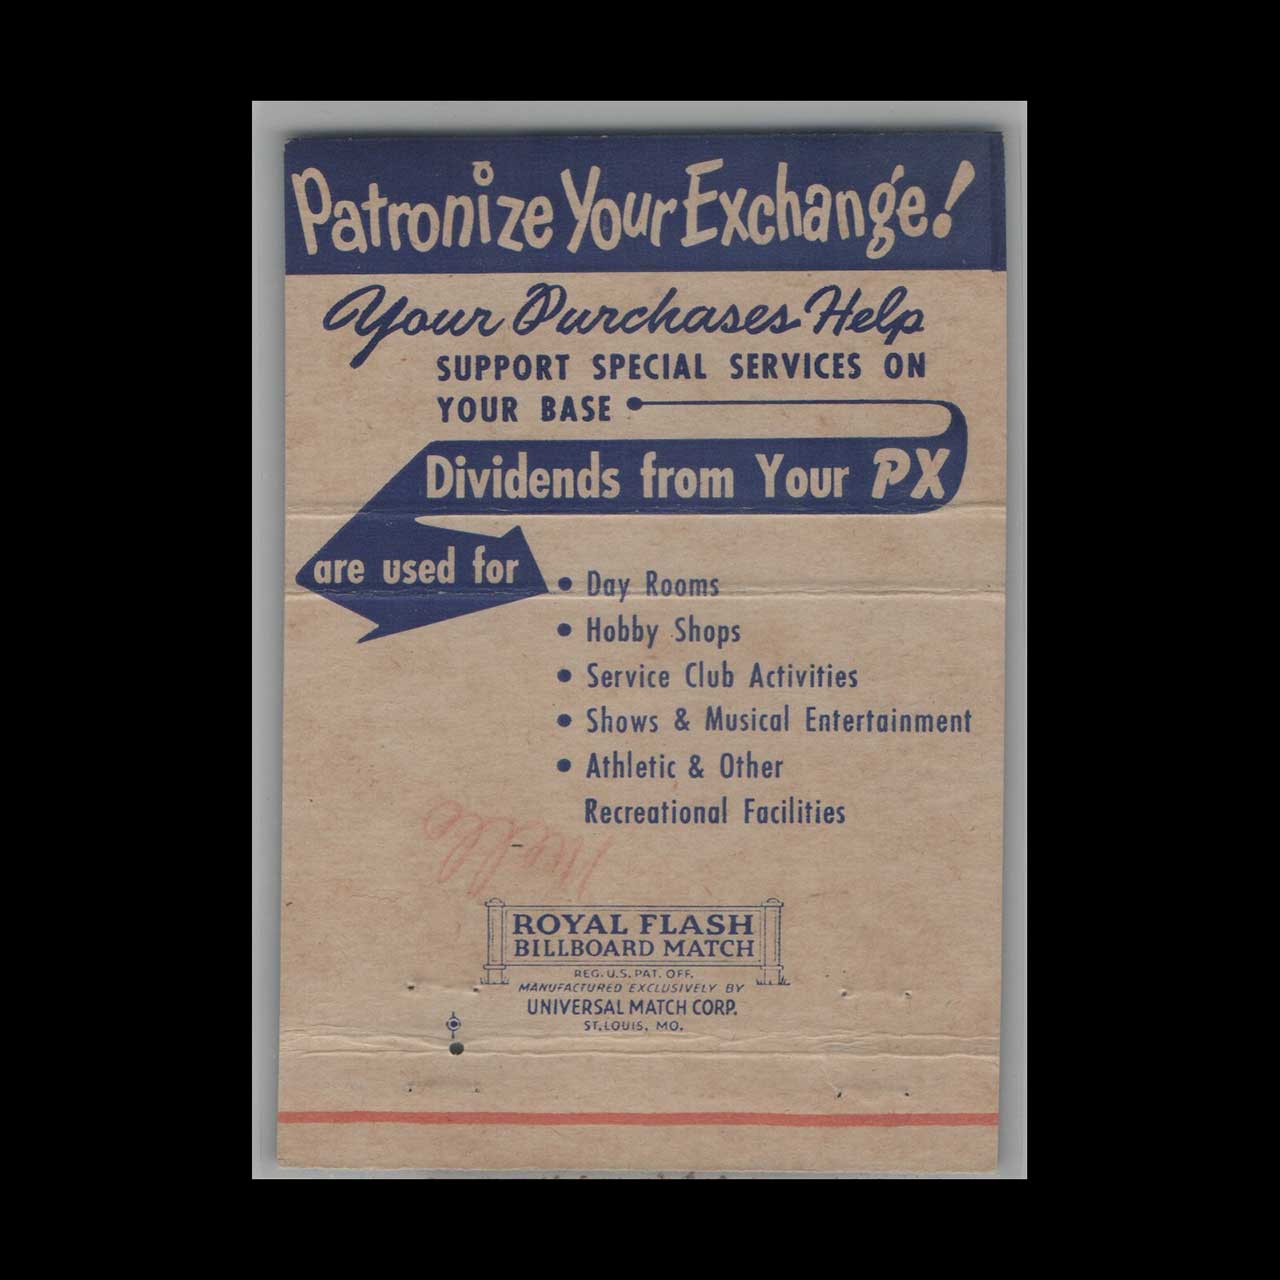 Patronize Your Exchange!
Your Purchases Help
SUPPORT SPECIAL SERVICES ON
YOUR BASE
Dividends from Your PX
are used for
• Day Rooms
• Hobby Shops
• Service Club Activities
• Shows & Musical Entertainment
• Athletic & Other
Recreational Facilities
ROYAL FLASH
BILLBOARD MATCH
REG. U.S. PAT. OFF.
MANUFACTURED EXCLUSIVELY BY
UNIVERSAL MATCH CORP.
ST. LOUIS, MO.